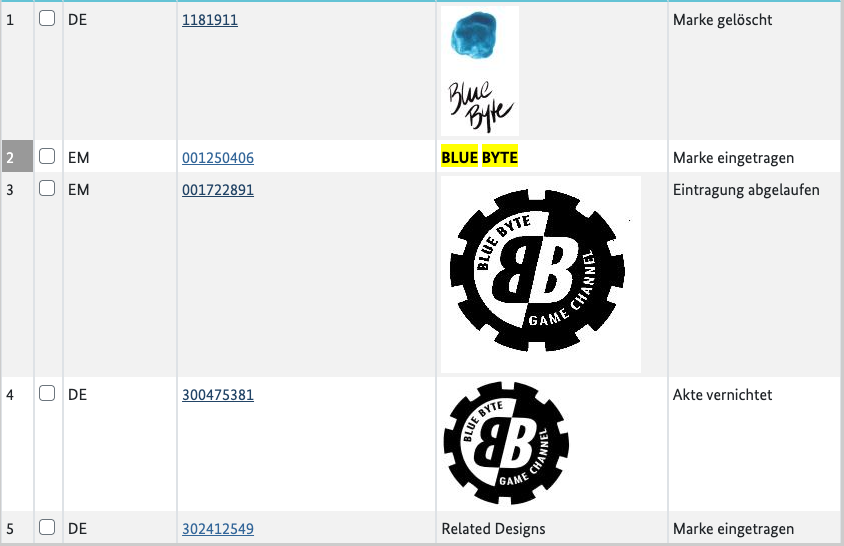 1 DE 1181911 Marke gelöscht
Blue
Byte
2 EM 001250406 BLUE BYTE Marke eingetragen
3 EM 001722891 Eintragung abgelaufen
BLUE BYTE
BB
GAME CHANNEL
4 DE 300475381 Akte vernichtet
BLUE BYTE
BB
GAME CHANNEL
5 DE 302412549 Related Designs Marke eingetragen